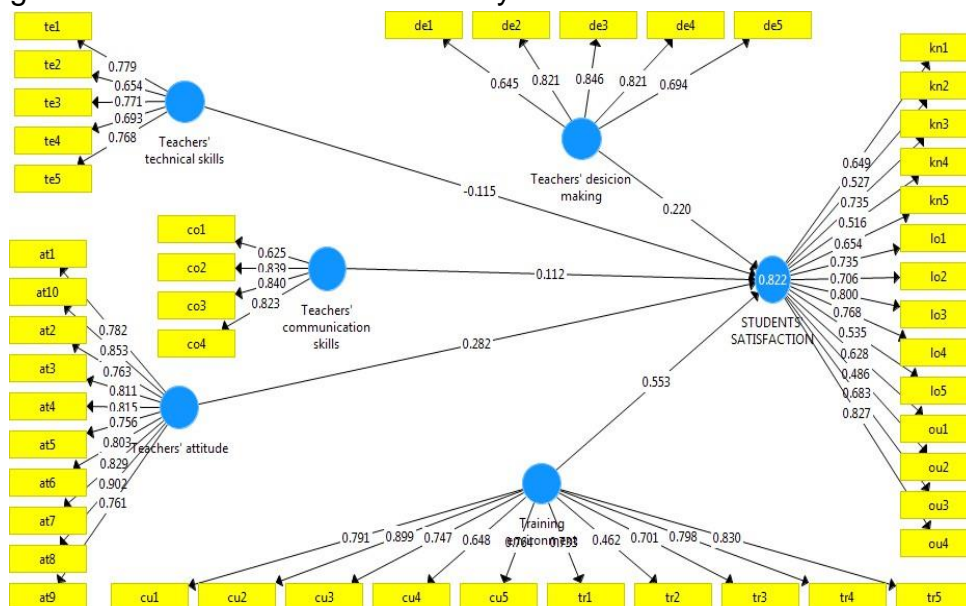 te1
te2
te3
te4
te5
0.779
0.654
0.771
0.693
0.768
Teachers'
technical skills
-0.115
de1
de2
de3
de4
de5
0.645
0.821
0.846
0.821
0.694
Teachers' desicion
making
0.220
co1
co2
co3
co4
0.625
0.839
0.840
0.823
Teachers'
communication
skills
0.112
at1
at10
at2
at3
at4
at5
at6
at7
at8
at9
0.782
0.853
0.763
0.811
0.815
0.756
0.803
0.829
0.902
0.761
Teachers' attitude
0.282
0.553
0.822
STUDENTS
SATISFACTION
0.649
0.527
0.735
0.516
0.654
0.735
0.706
0.800
0.768
0.535
0.628
0.486
0.683
0.827
kn1
kn2
kn3
kn4
kn5
lo1
lo2
lo3
lo4
lo5
ou1
ou2
ou3
ou4
Training
environment
0.791
0.899
0.747
0.648
0.462
0.701
0.798
0.830
cu1
cu2
cu3
cu4
cu5
tr1
tr2
tr3
tr4
tr5